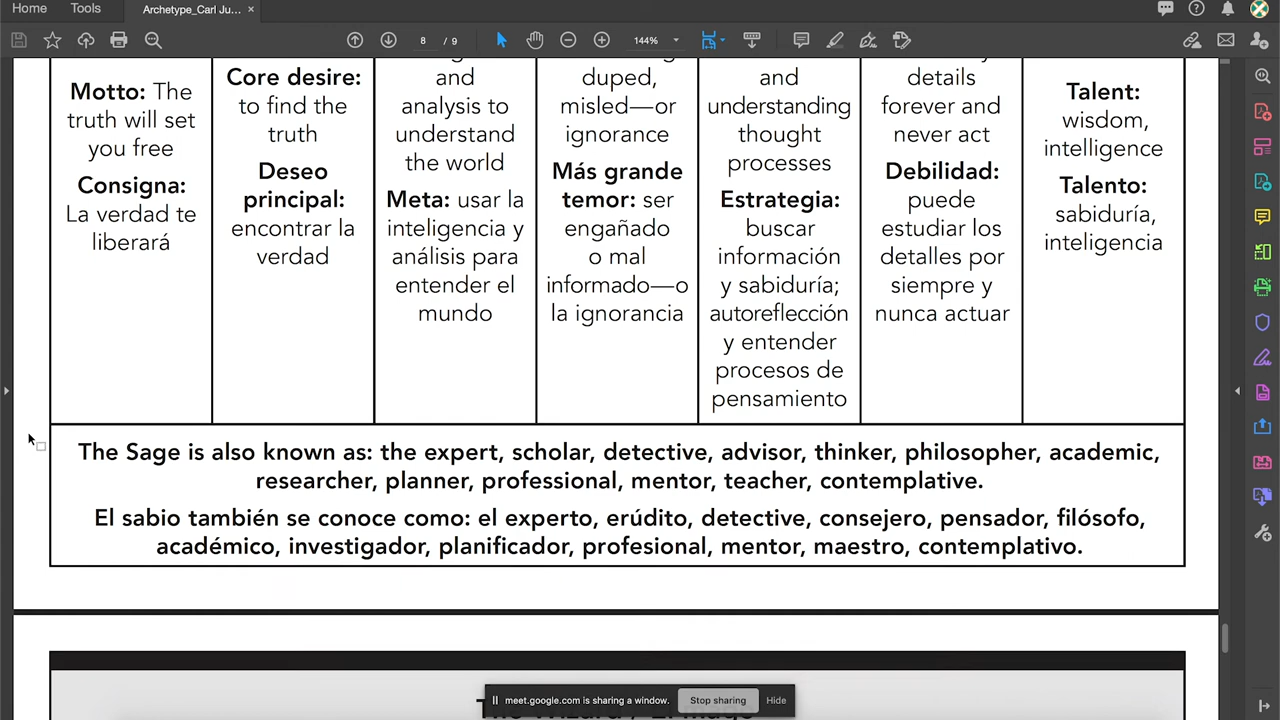 Home
Tools
Archetype_Carl Ju...
×
8 / 9
144%
Motto: The
truth will set
you free
Consigna:
La verdad te
liberará
Core desire:
to find the
truth
Deseo
principal:
encontrar la
verdad
and
analysis to
understand
the world
Meta: usar la
inteligencia y
análisis para
entender el
mundo
duped,
misled—or
ignorance
Más grande
temor: ser
engañado
o mal
informado—o
la ignorancia
and
understanding
thought
processes
Estrategia:
buscar
información
y sabiduría;
autoreflección
y entender
procesos de
pensamiento
details
forever and
never act
Debilidad:
puede
estudiar los
detalles por
siempre y
nunca actuar
Talent:
wisdom,
intelligence
Talento:
sabiduría,
inteligencia
The Sage is also known as: the expert, scholar, detective, advisor, thinker, philosopher, academic,
researcher, planner, professional, mentor, teacher, contemplative.
El sabio también se conoce como: el experto, erúdito, detective, consejero, pensador, filósofo,
académico, investigador, planificador, profesional, mentor, maestro, contemplativo.
meet.google.com is sharing a window.
Stop sharing
Hide